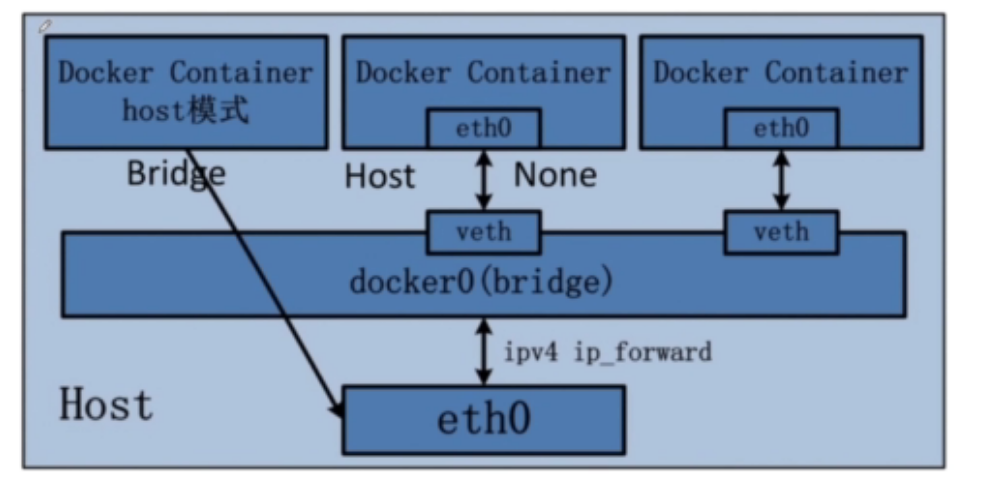 Docker Container
host模式
Docker Container
eth0
Docker Container
eth0
Bridge
Host
None
veth
veth
docker0(bridge)
ipv4 ip_forward
Host
eth0